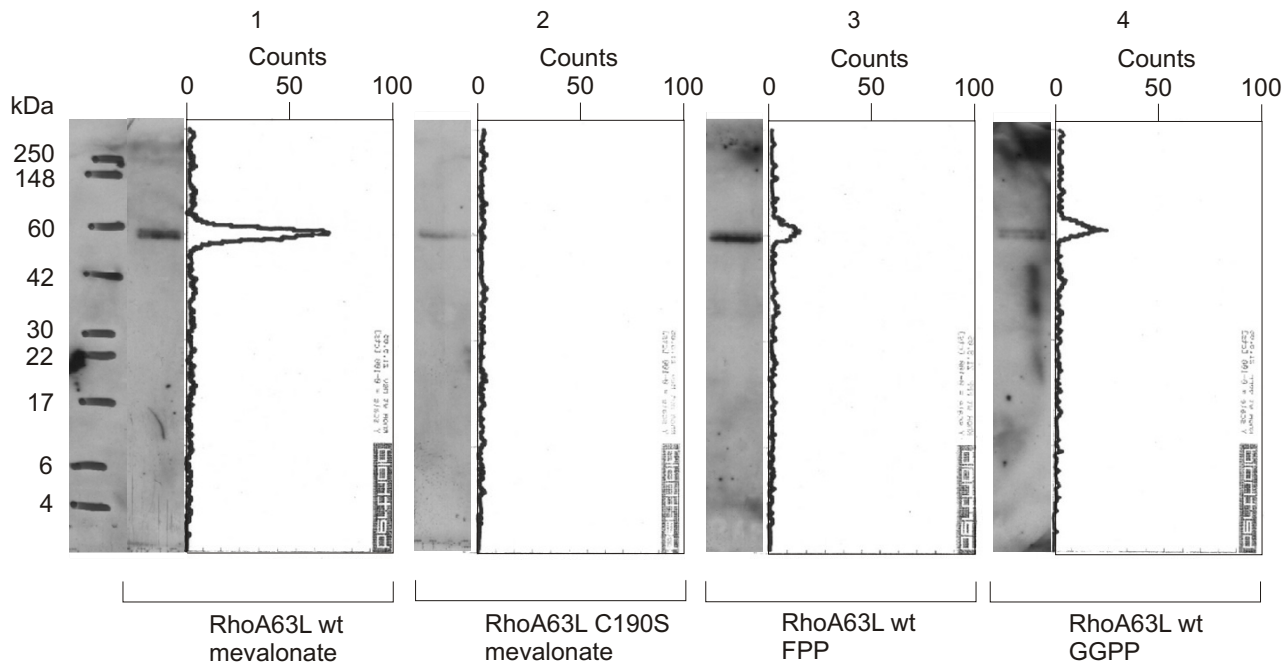 1 2 3 4
Counts Counts Counts Counts
0 50 100 0 50 100 0 50 100 0 50 100
kDa
250
148
60
42
30
22
17
6
4
RhoA63L wt
mevalonate
RhoA63L C190S
mevalonate
RhoA63L wt
FPP
RhoA63L wt
GGPP